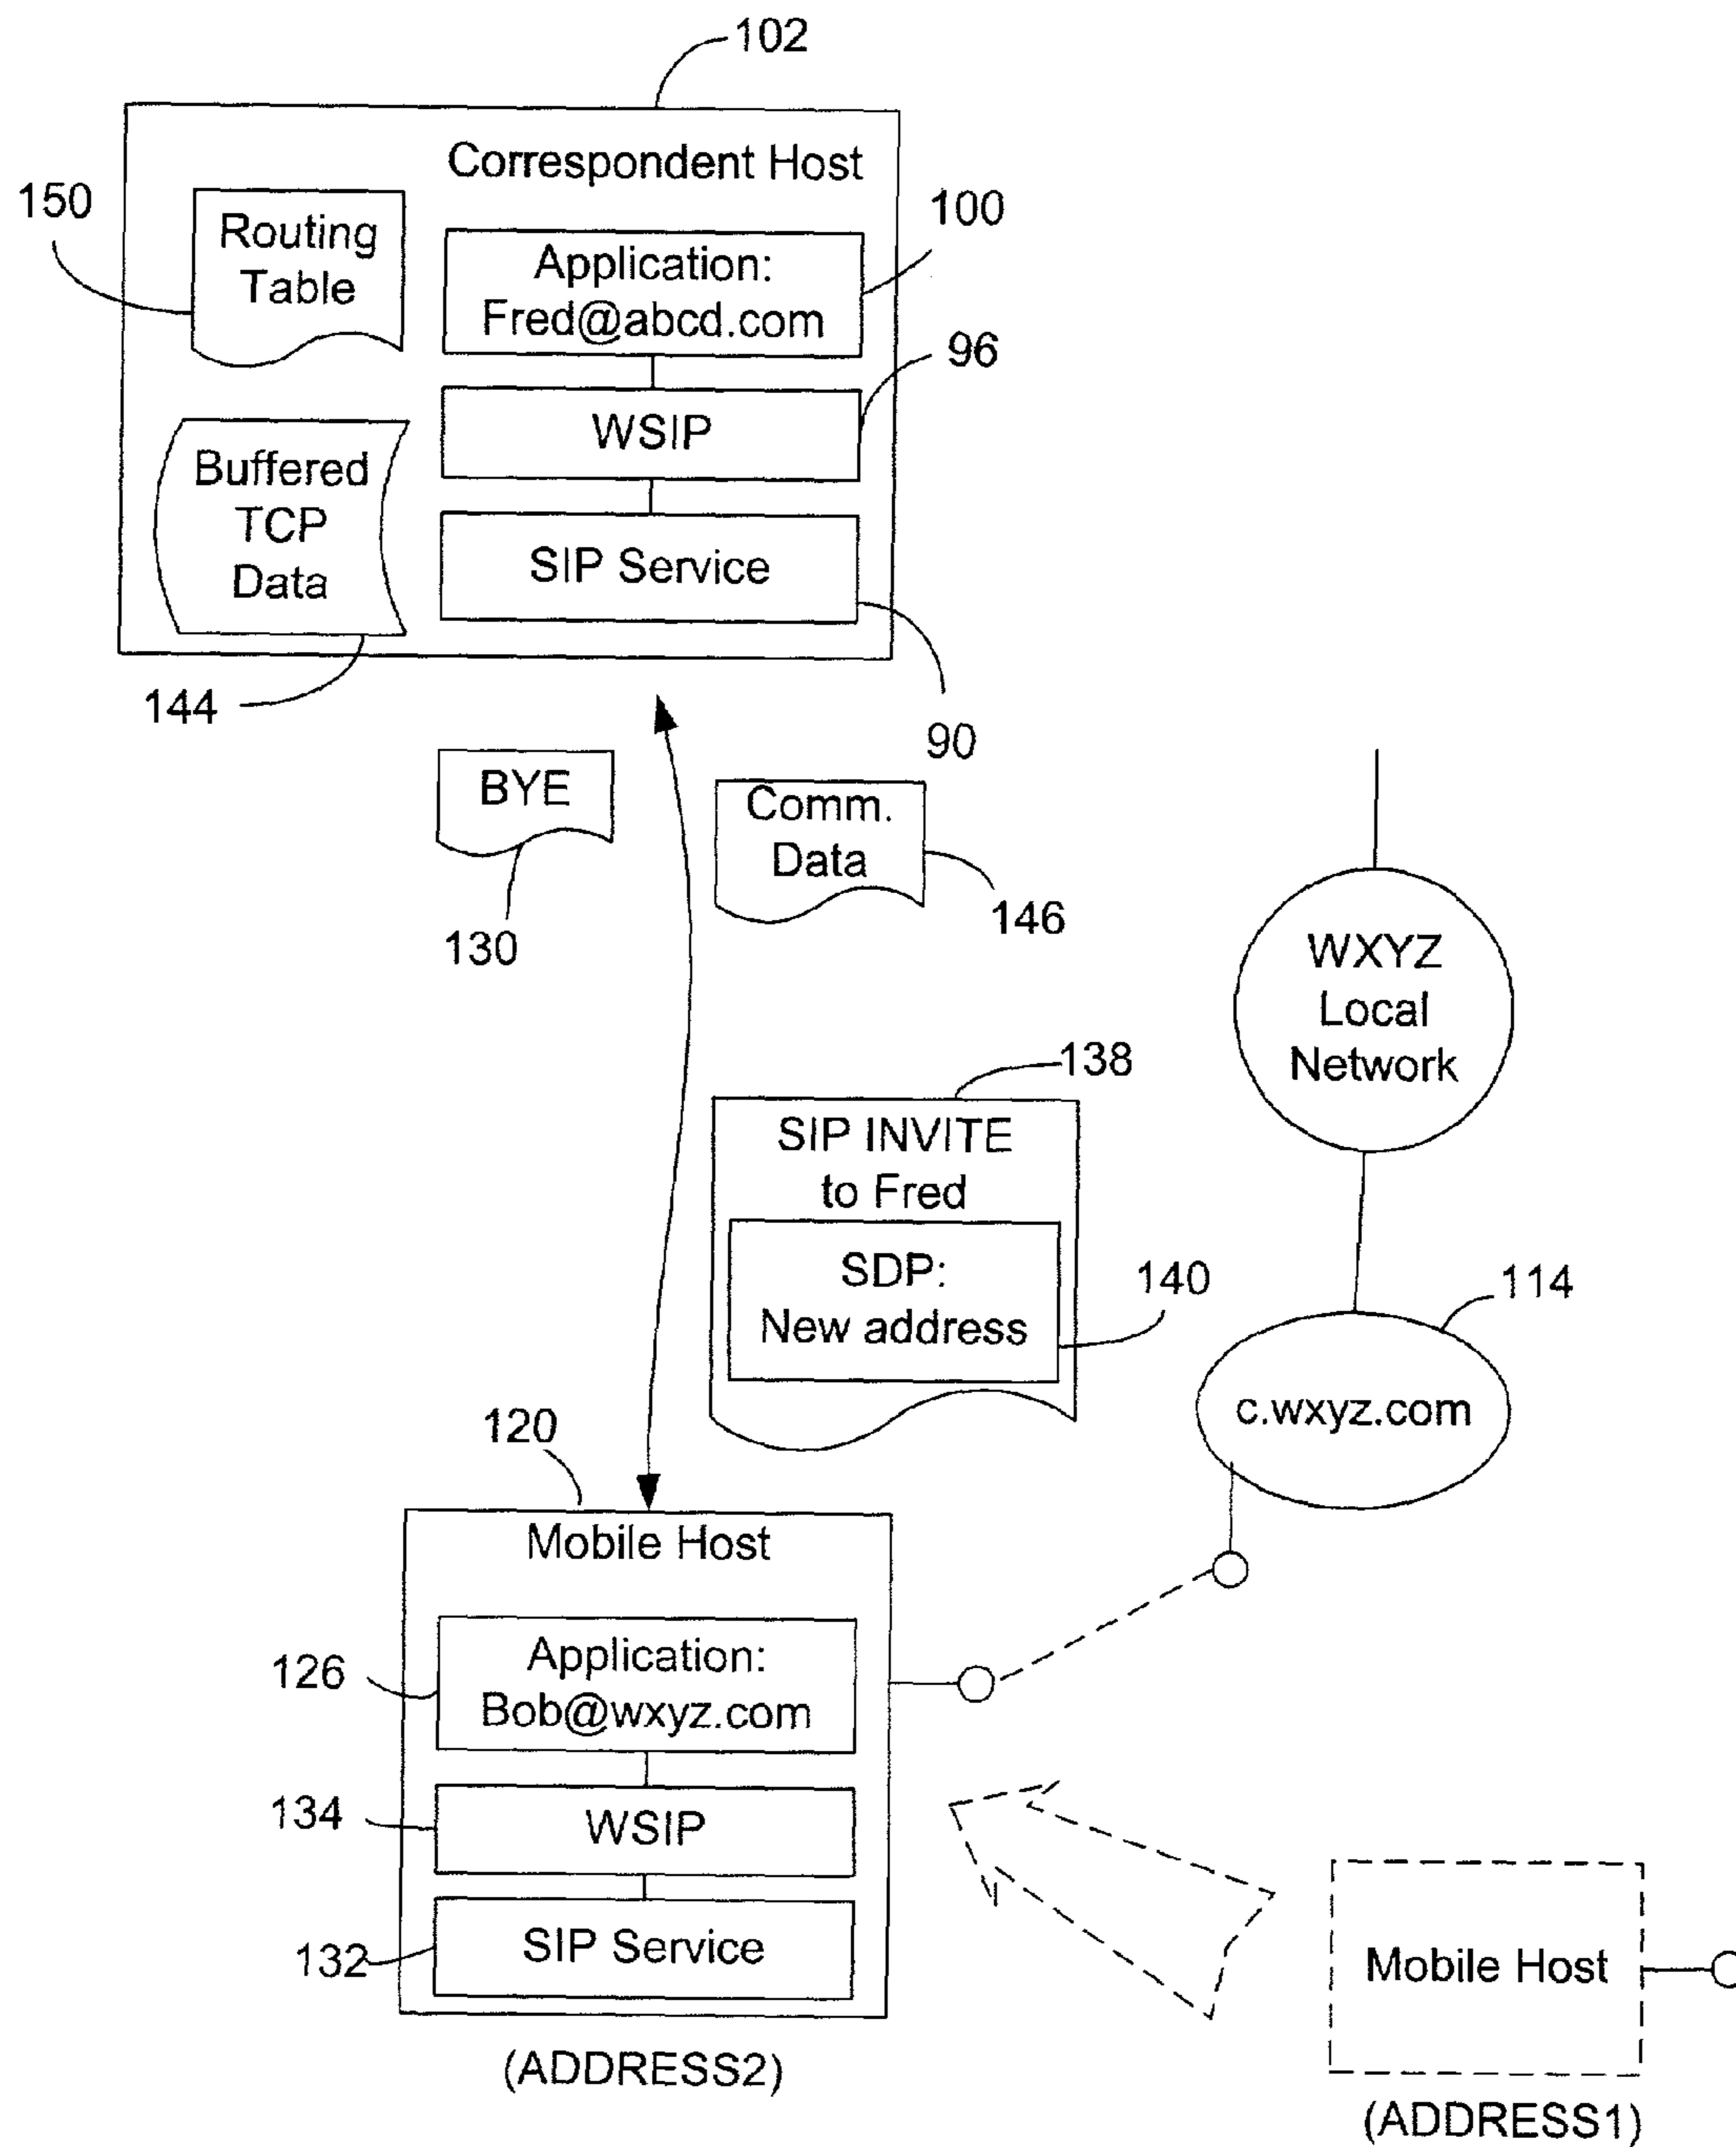 102
Correspondent Host
150
Routing
Table
100
Application:
Fred@abcd.com
96
WSIP
Buffered
TCP
Data
SIP Service
144
90
BYE
130
Comm.
Data
146
WXYZ
Local
Network
138
SIP INVITE
to Fred
SDP:
New address
140
114
c.wxyz.com
120
Mobile Host
126
Application:
Bob@wxyz.com
134
WSIP
132
SIP Service
(ADDRESS2)
Mobile Host
(ADDRESS1)